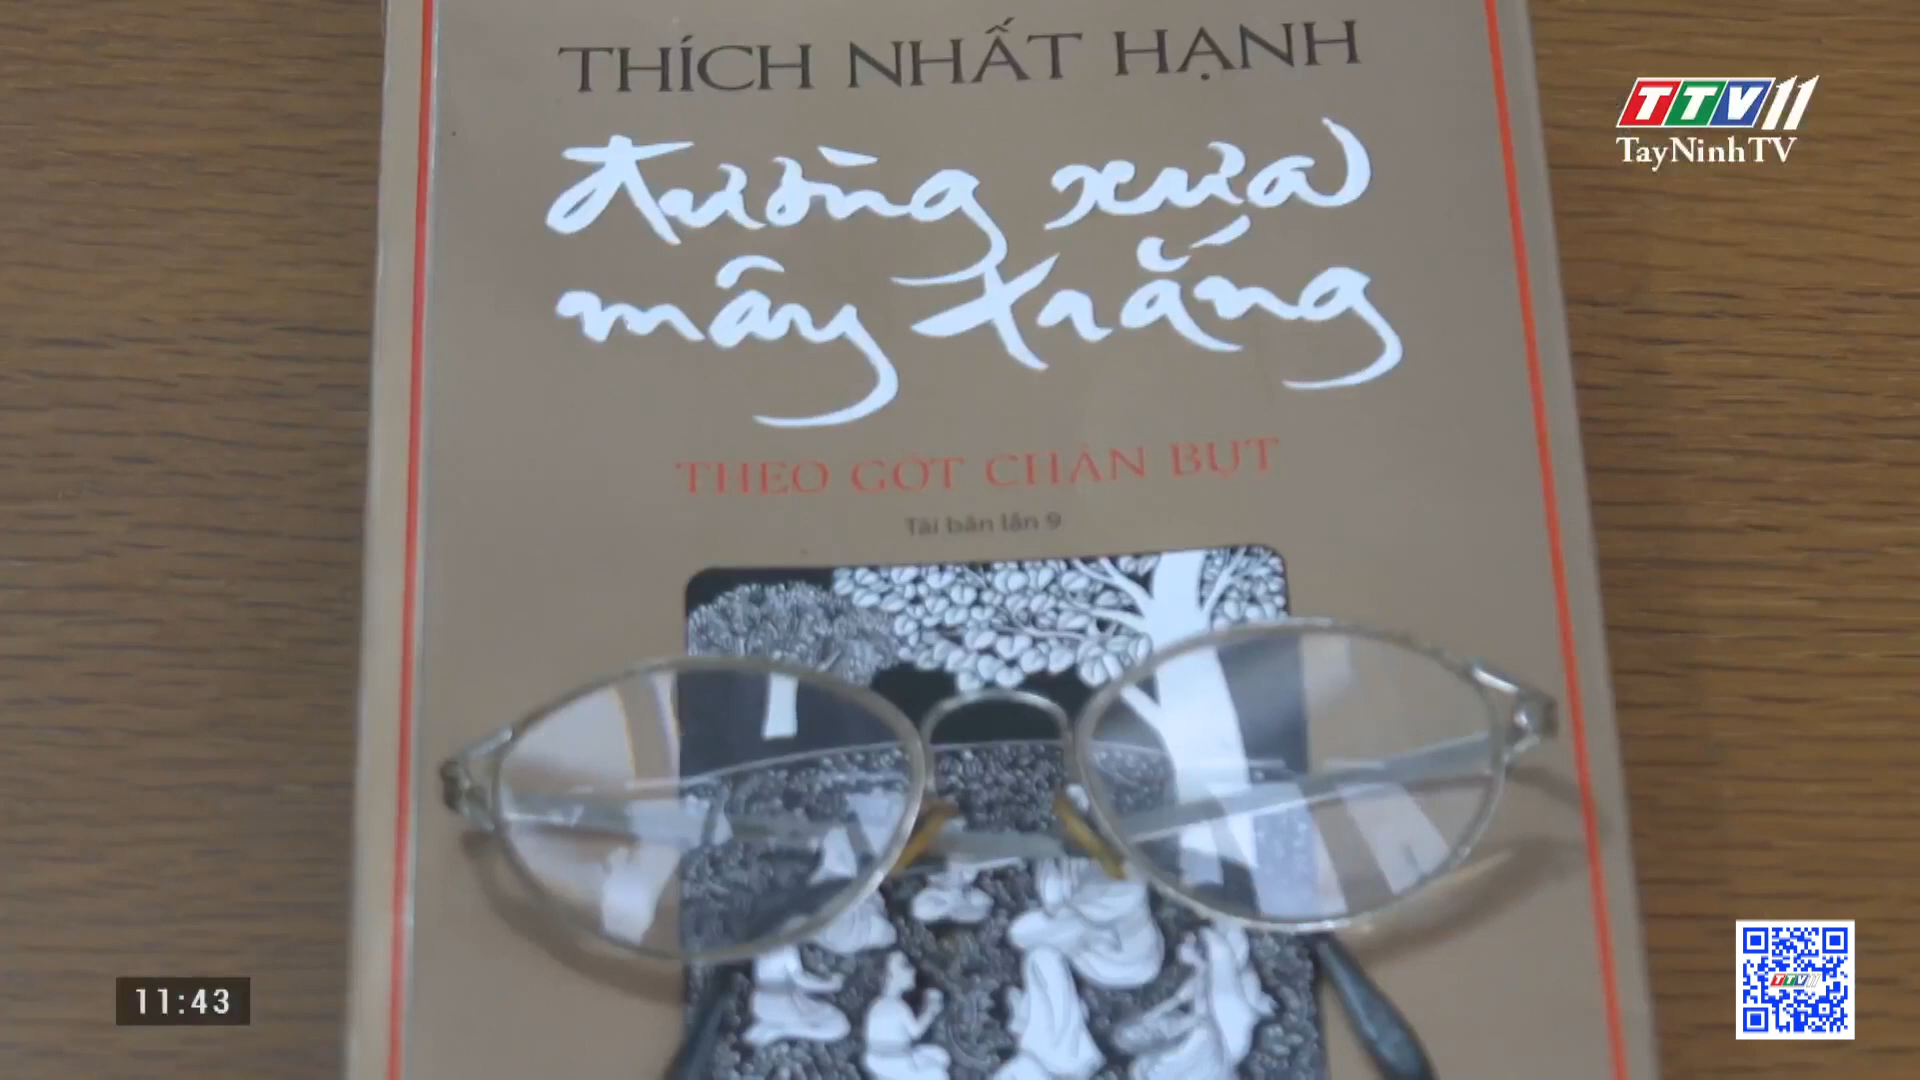 THÍCH NHẤT HẠNH
TTV11
TayNinhTV
đường xưa
mây trắng
THEO GÓT CHÂN BỤT
Tái bản lần 9
11:43
TTV11